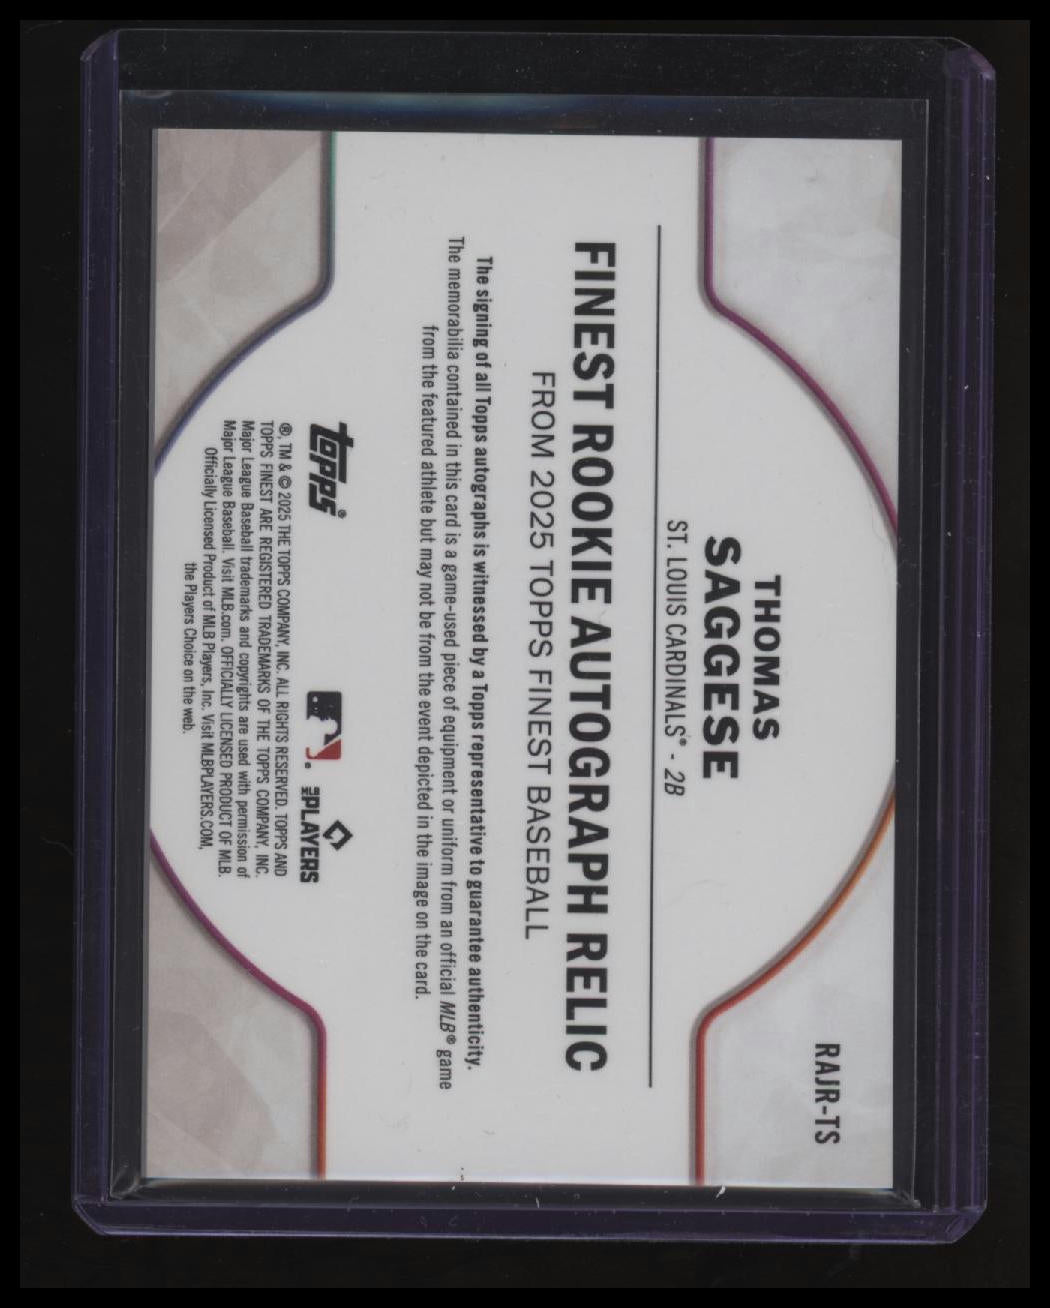 RAJR-TS
THOMAS
SAGGESE
ST. LOUIS CARDINALS® - 2B
FINEST ROOKIE AUTOGRAPH RELIC
FROM 2025 TOPPS FINEST BASEBALL
The signing of all Topps autographs is witnessed by a Topps representative to guarantee authenticity.
The memorabilia contained in this card is a game-used piece of equipment or uniform from an official MLB® game
from the featured athlete but may not be from the event depicted in the image on the card.
topps®
MLB PLAYERS
®, TM & © 2025 THE TOPPS COMPANY, INC. ALL RIGHTS RESERVED. TOPPS AND
TOPPS FINEST ARE REGISTERED TRADEMARKS OF THE TOPPS COMPANY, INC.
Major League Baseball trademarks and copyrights are used with permission of
Major League Baseball. Visit MLB.com. OFFICIALLY LICENSED PRODUCT OF MLB.
Officially Licensed Product of MLB Players, Inc. Visit MLBPLAYERS.COM,
the Players Choice on the web.